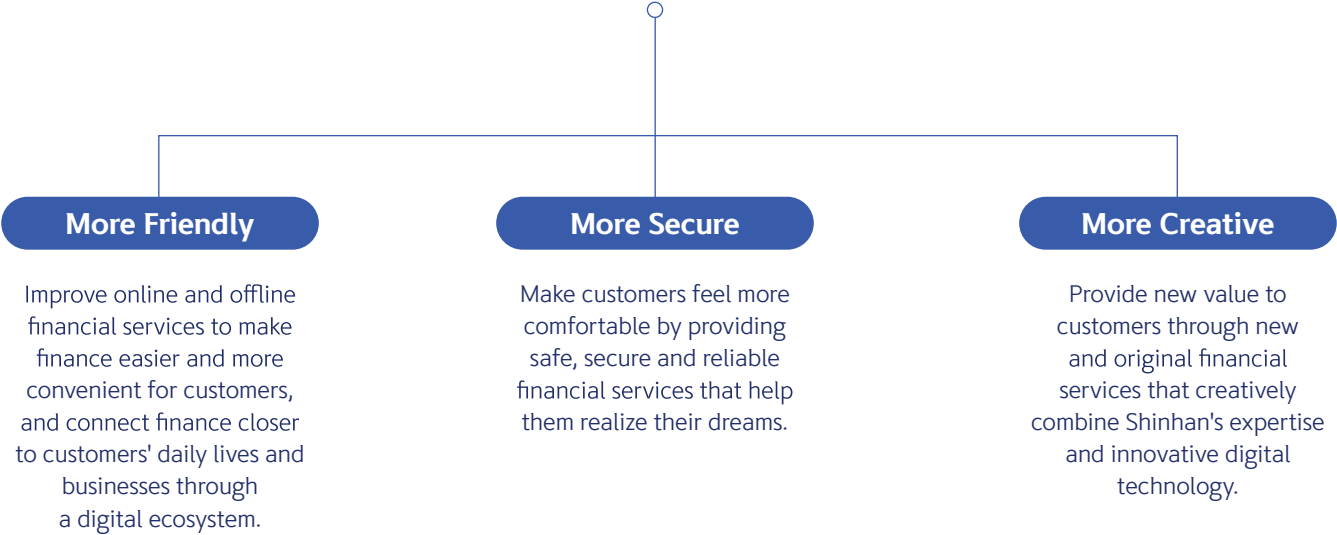 More Friendly
Improve online and offline
financial services to make
finance easier and more
convenient for customers,
and connect finance closer
to customers' daily lives and
businesses through
a digital ecosystem.
More Secure
Make customers feel more
comfortable by providing
safe, secure and reliable
financial services that help
them realize their dreams.
More Creative
Provide new value to
customers through new
and original financial
services that creatively
combine Shinhan's expertise
and innovative digital
technology.